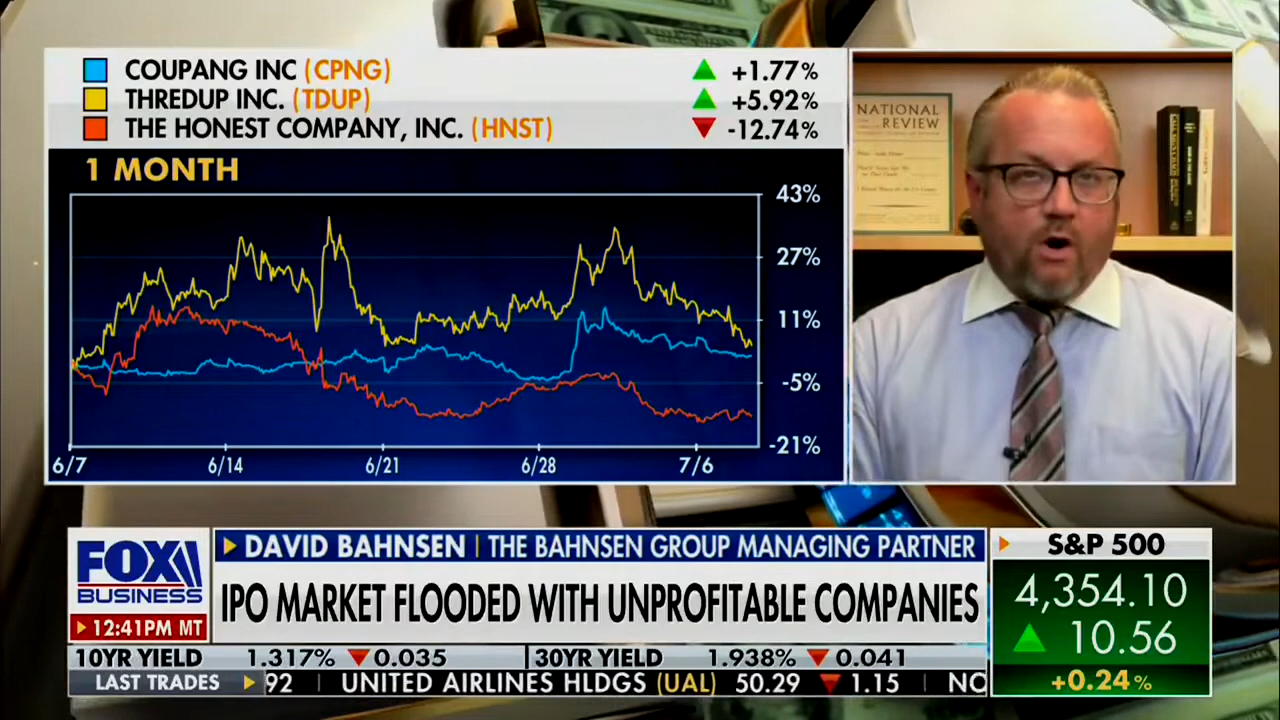 COUPANG INC (CPNG) ▲ +1.77%
THREDUP INC. (TDUP) ▲ +5.92%
THE HONEST COMPANY, INC. (HNST) ▼ -12.74%
1 MONTH
43%
27%
11%
-5%
-21%
6/7 6/14 6/21 6/28 7/6
NATIONAL
REVIEW
FOX
BUSINESS
12:41PM MT
DAVID BAHNSEN | THE BAHNSEN GROUP MANAGING PARTNER
IPO MARKET FLOODED WITH UNPROFITABLE COMPANIES
S&P 500
4,354.10
▲ 10.56
+0.24%
10YR YIELD 1.317% ▼ 0.035 | 30YR YIELD 1.938% ▼ 0.041
LAST TRADES 92 | UNITED AIRLINES HLDGS (UAL) 50.29 ▼ 1.15 | NC